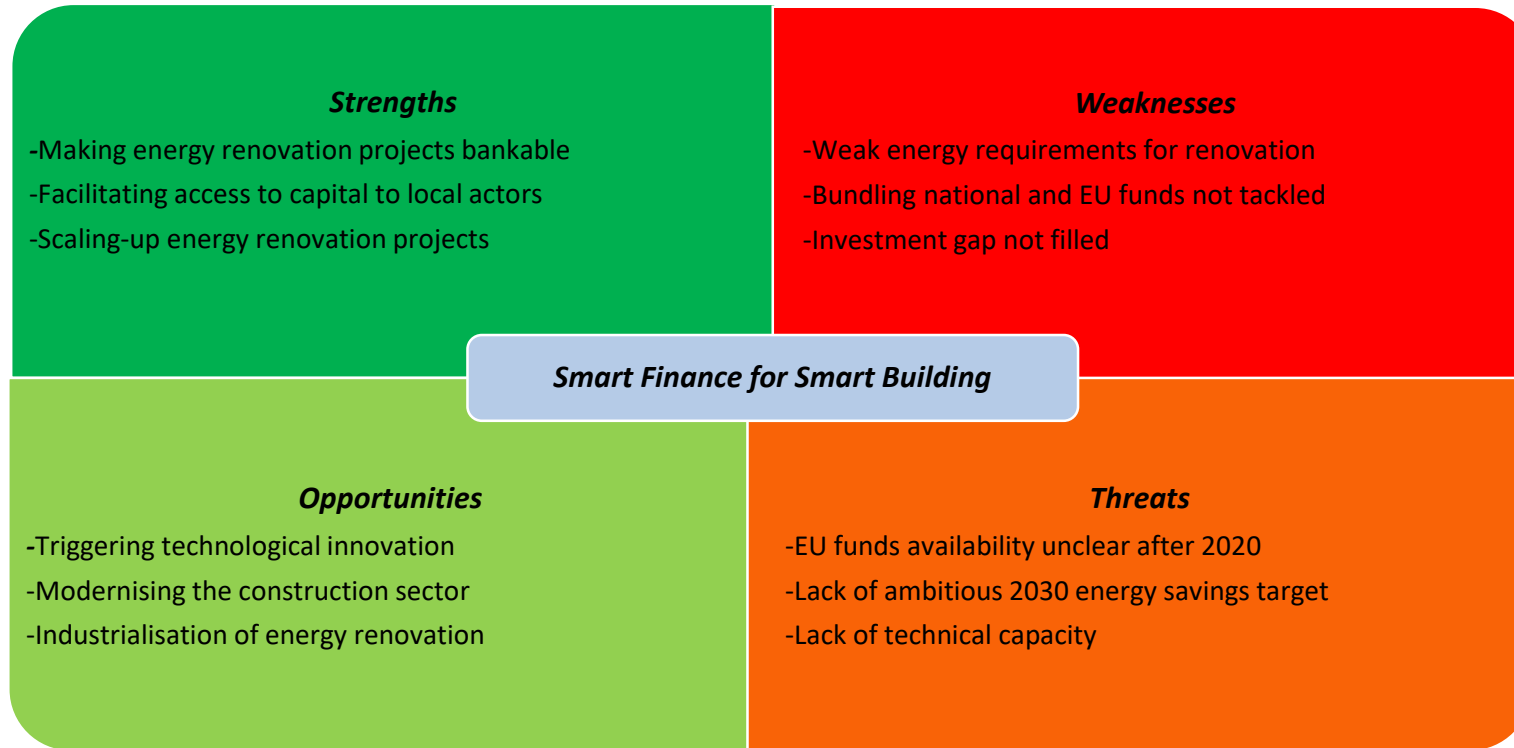 Strengths
-Making energy renovation projects bankable
-Facilitating access to capital to local actors
-Scaling-up energy renovation projects
Weaknesses
-Weak energy requirements for renovation
-Bundling national and EU funds not tackled
-Investment gap not filled
Smart Finance for Smart Building
Opportunities
-Triggering technological innovation
-Modernising the construction sector
-Industrialisation of energy renovation
Threats
-EU funds availability unclear after 2020
-Lack of ambitious 2030 energy savings target
-Lack of technical capacity